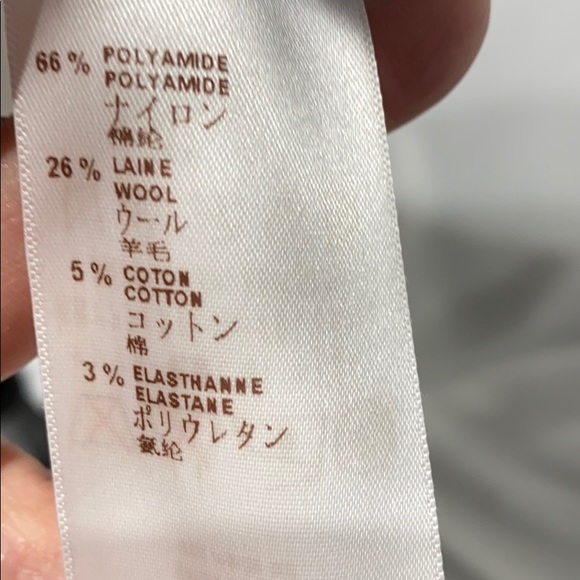 66 % POLYAMIDE
POLYAMIDE
ナイロン
棉纶
26 % LAINE
WOOL
ウール
羊毛
5 % COTON
COTTON
コットン
棉
3 % ELASTHANNE
ELASTANE
ポリウレタン
氨纶